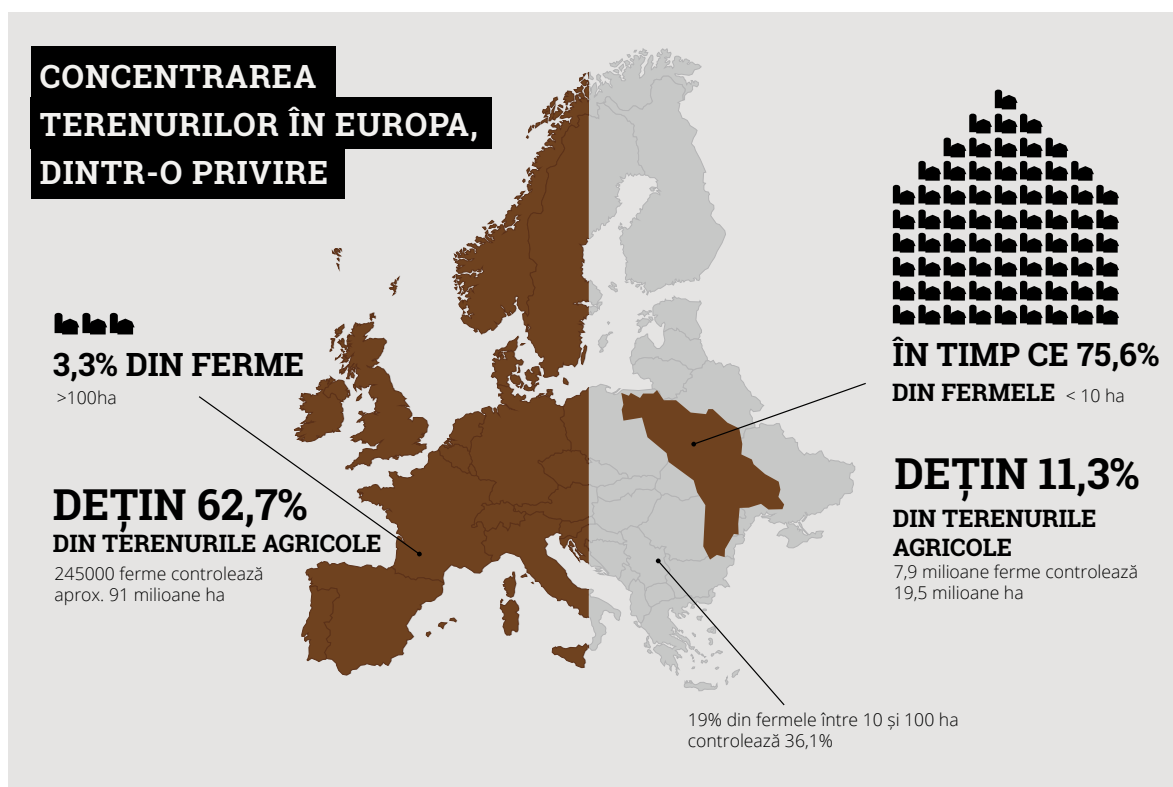 CONCENTRAREA
TERENURILOR ÎN EUROPA,
DINTR-O PRIVIRE
3,3% DIN FERME
>100ha
DEȚIN 62,7%
DIN TERENURILE AGRICOLE
245000 ferme controlează
aprox. 91 milioane ha
ÎN TIMP CE 75,6%
DIN FERMELE < 10 ha
DEȚIN 11,3%
DIN TERENURILE
AGRICOLE
7,9 milioane ferme controlează
19,5 milioane ha
19% din fermele între 10 și 100 ha
controlează 36,1%